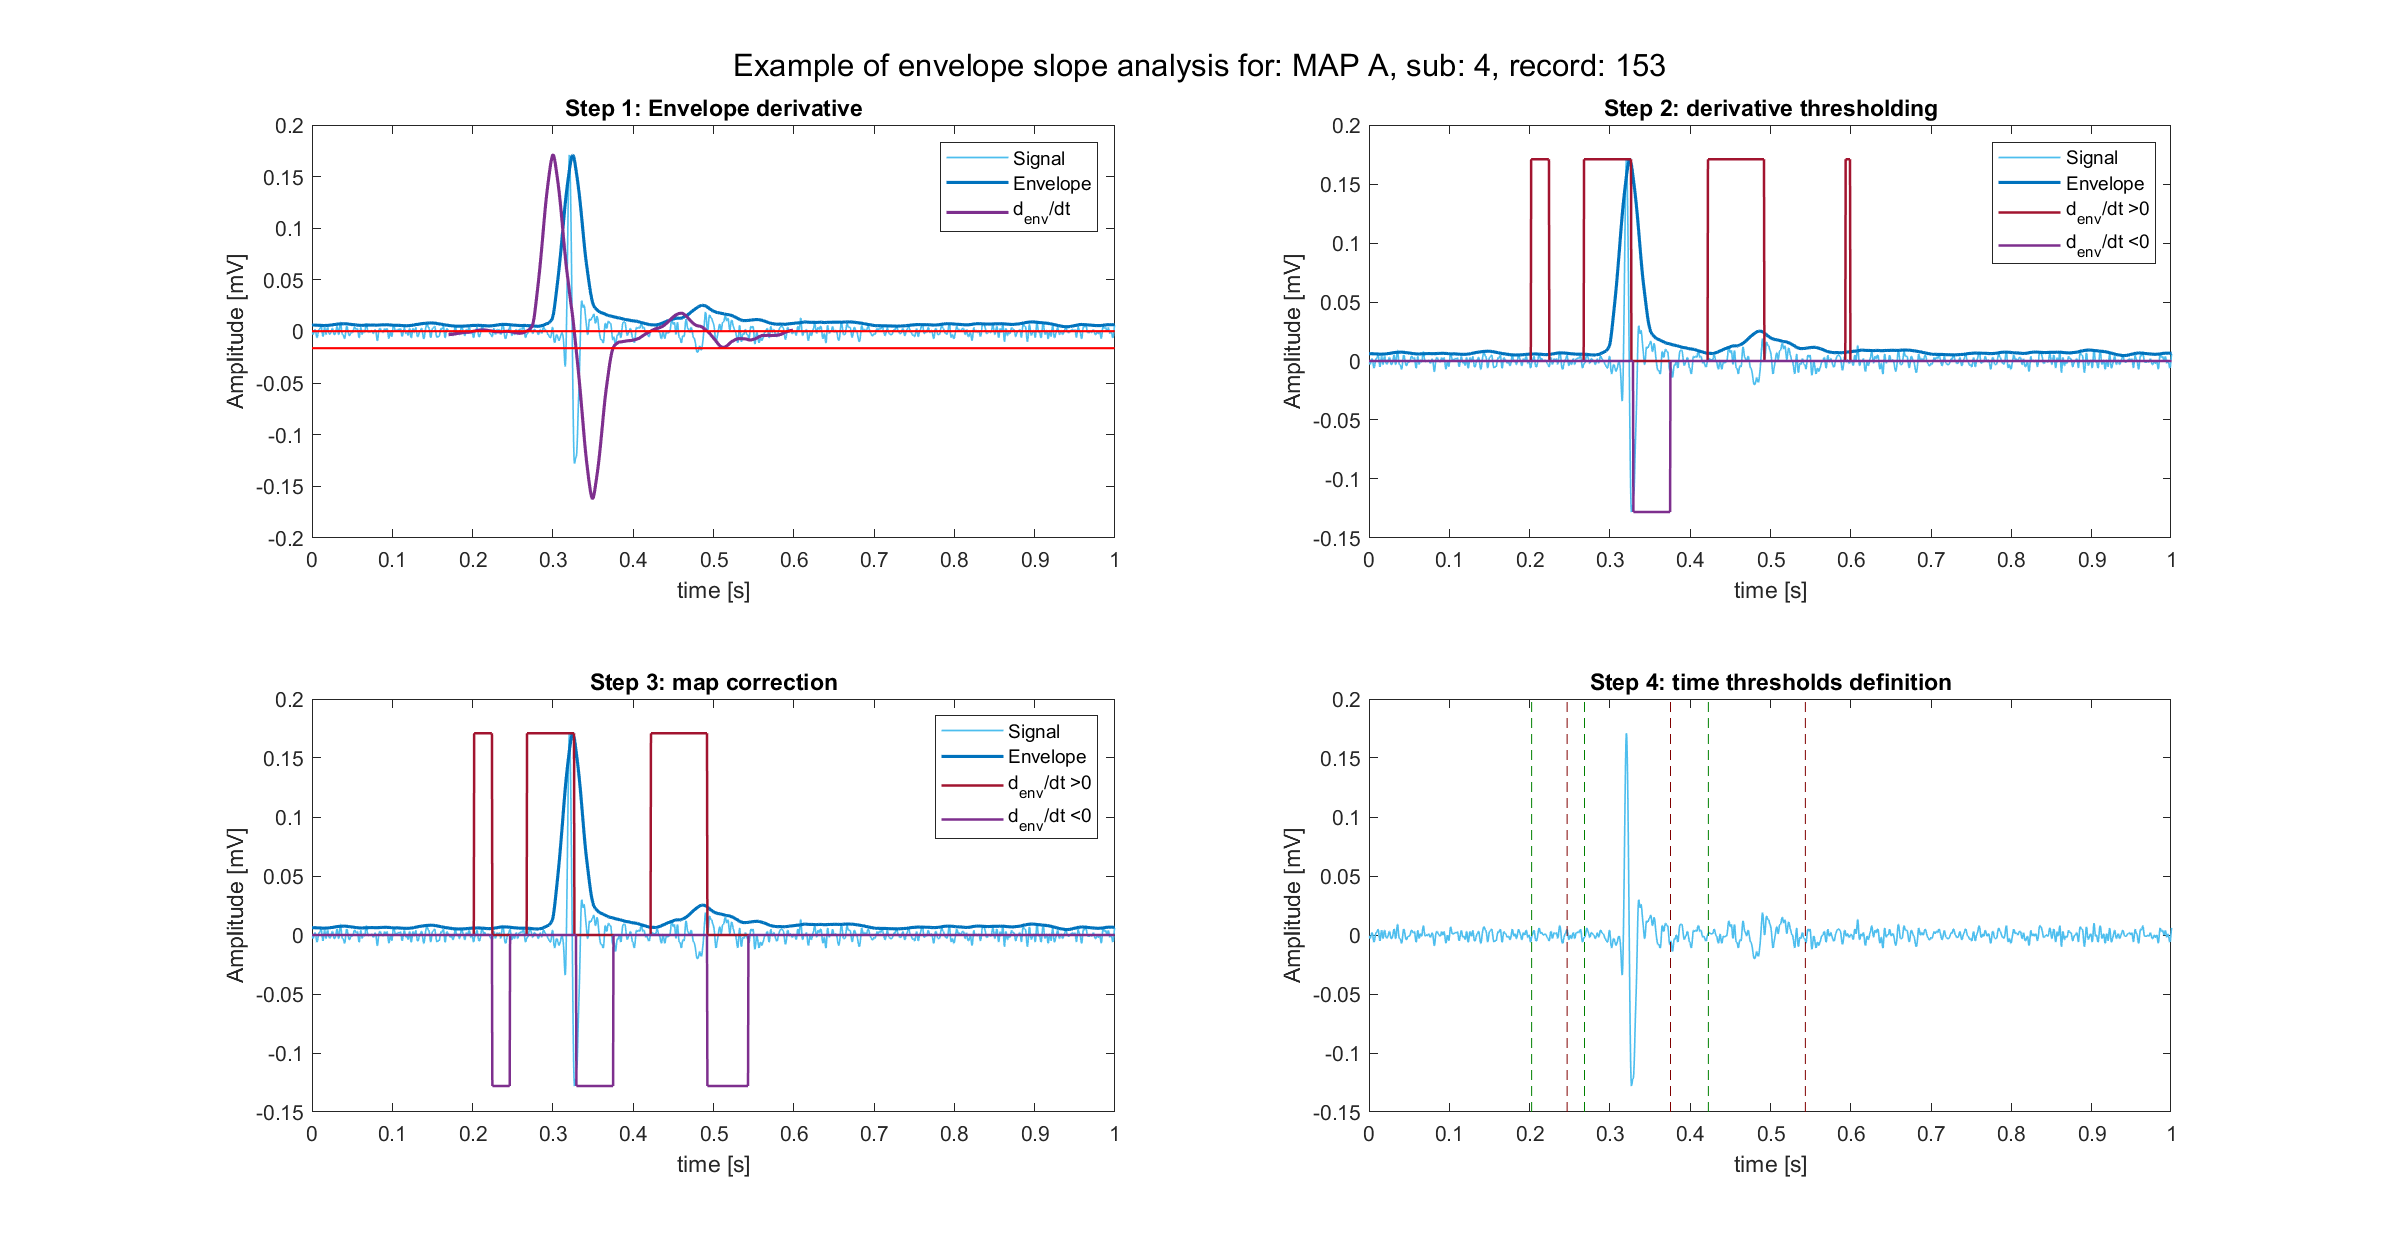 Example of envelope slope analysis for: MAP A, sub: 4, record: 153
Step 1: Envelope derivative
0.2
0.15
0.1
0.05
0
-0.05
-0.1
-0.15
-0.2
Amplitude [mV]
0 0.1 0.2 0.3 0.4 0.5 0.6 0.7 0.8 0.9 1
time [s]
Signal
Envelope
d_env/dt
Step 2: derivative thresholding
0.2
0.15
0.1
0.05
0
-0.05
-0.1
-0.15
Amplitude [mV]
0 0.1 0.2 0.3 0.4 0.5 0.6 0.7 0.8 0.9 1
time [s]
Signal
Envelope
d_env/dt >0
d_env/dt <0
Step 3: map correction
0.2
0.15
0.1
0.05
0
-0.05
-0.1
-0.15
Amplitude [mV]
0 0.1 0.2 0.3 0.4 0.5 0.6 0.7 0.8 0.9 1
time [s]
Signal
Envelope
d_env/dt >0
d_env/dt <0
Step 4: time thresholds definition
0.2
0.15
0.1
0.05
0
-0.05
-0.1
-0.15
Amplitude [mV]
0 0.1 0.2 0.3 0.4 0.5 0.6 0.7 0.8 0.9 1
time [s]